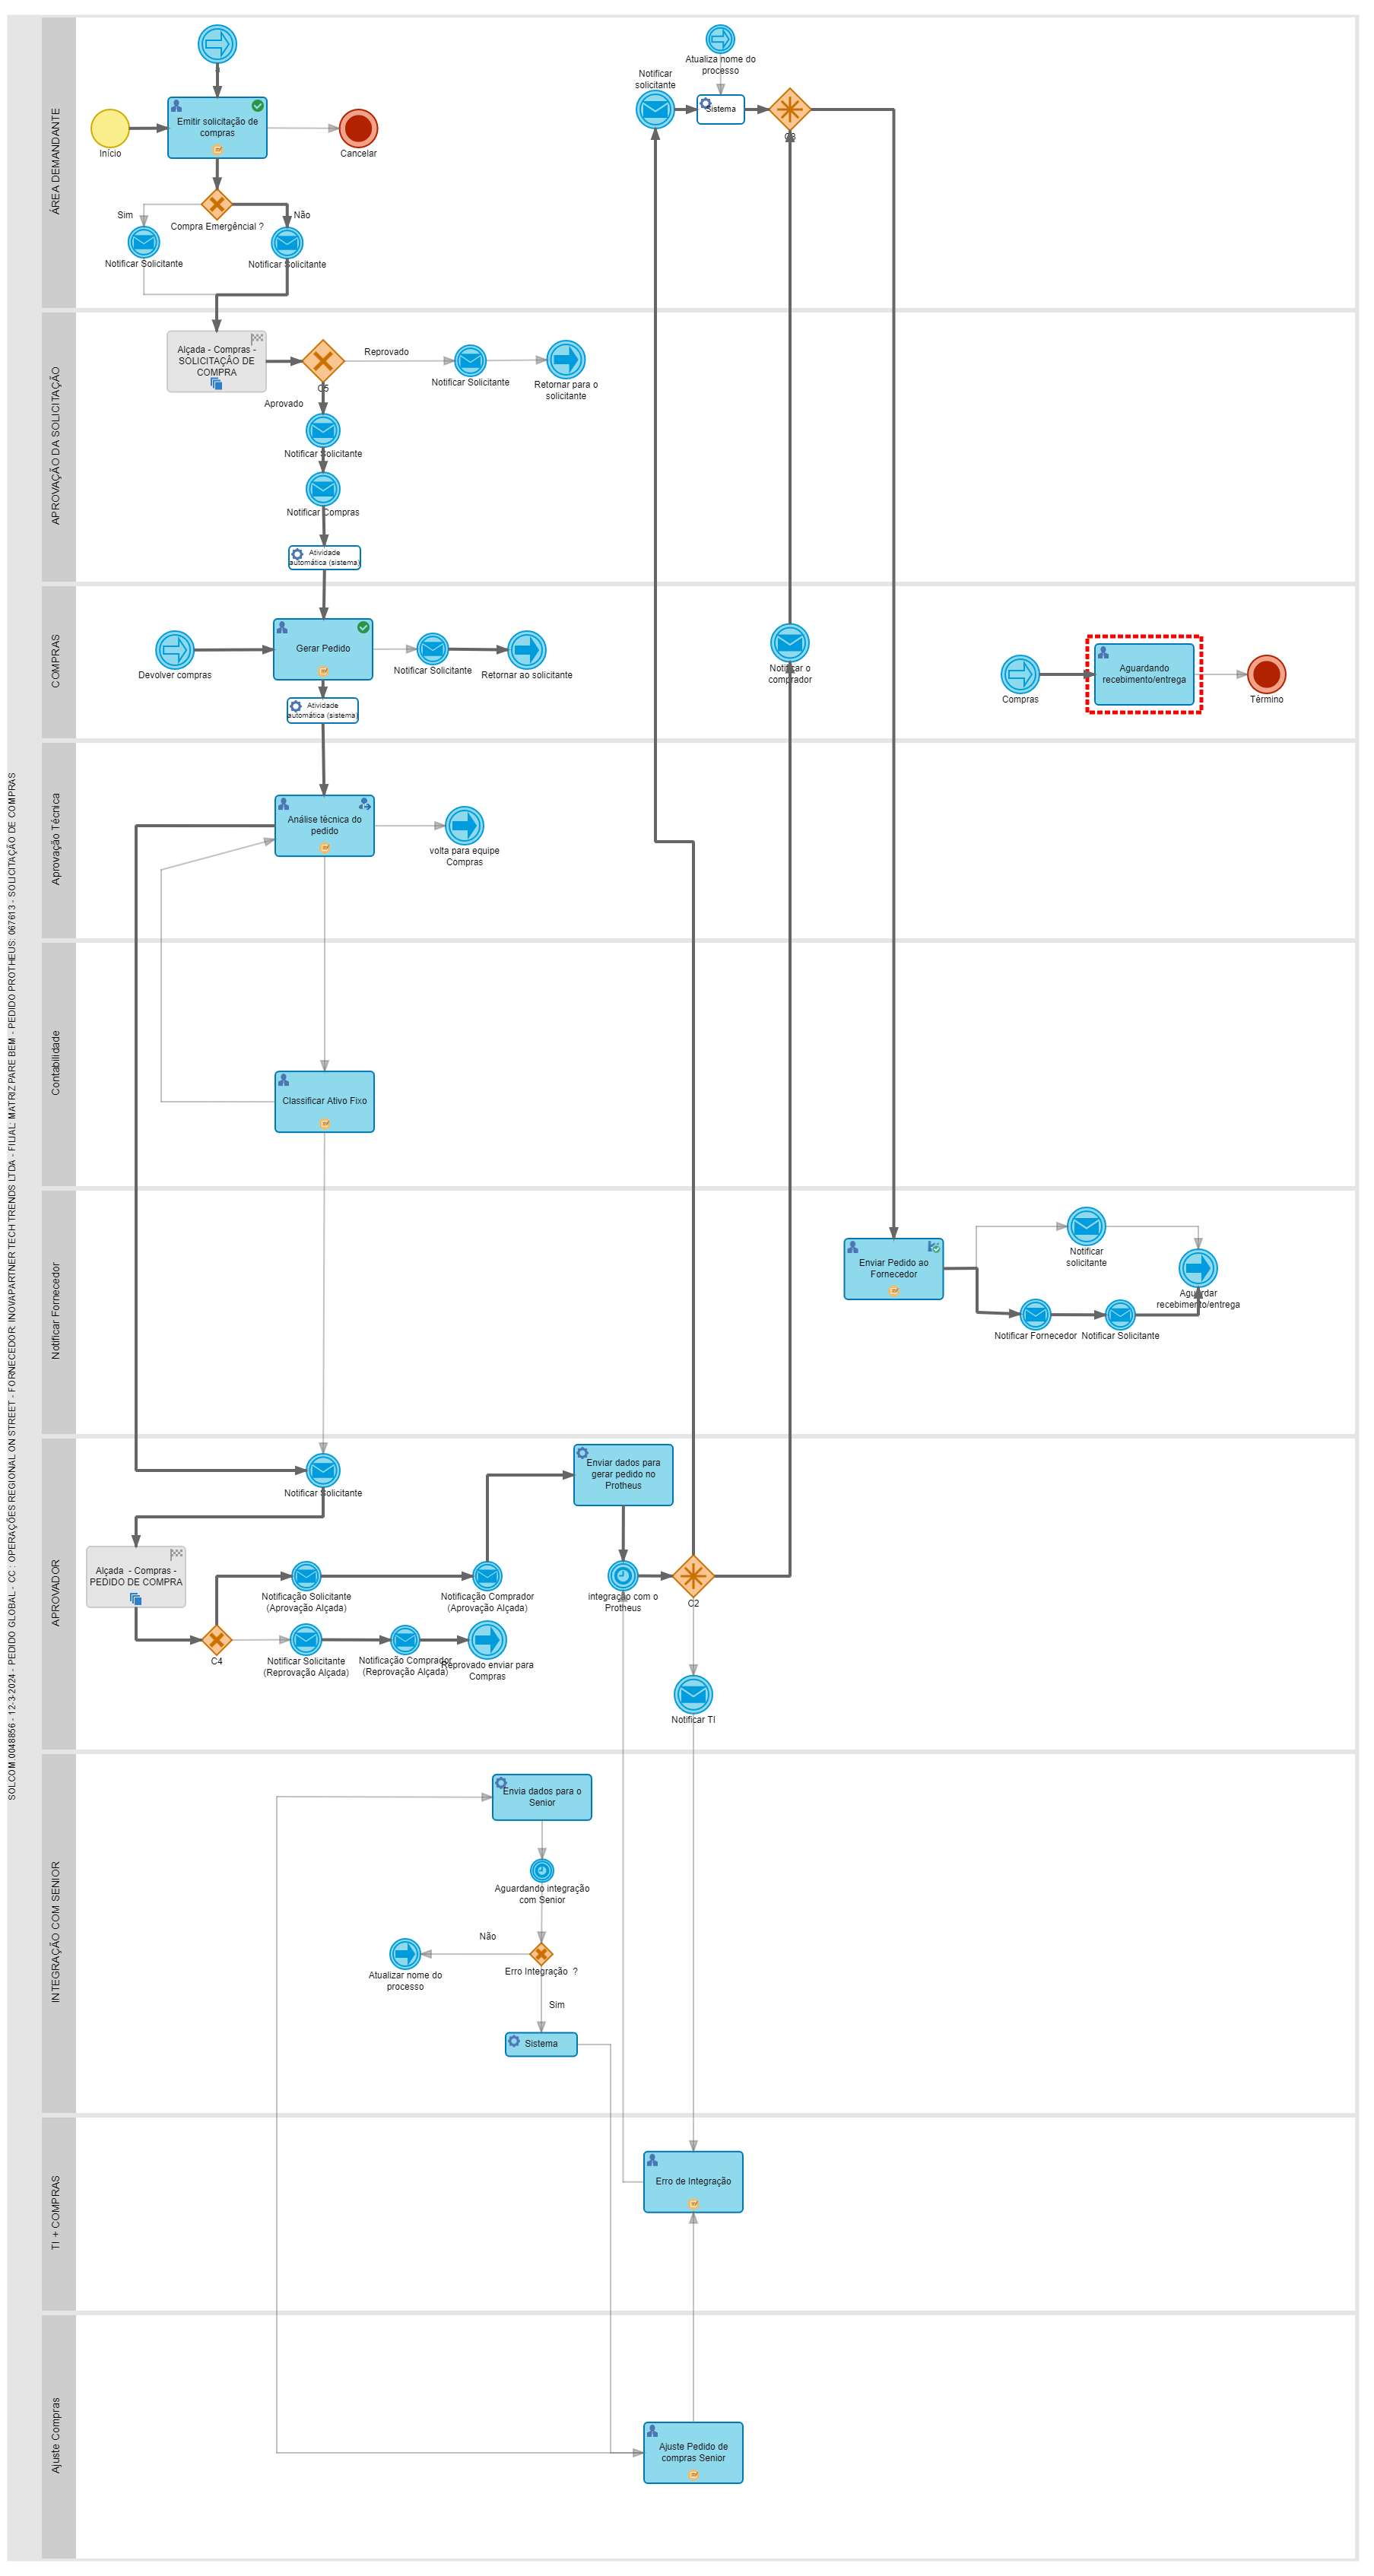 SOLCOM.0048856 - 12-3-2024 - PEDIDO GLOBAL - CC : OPERAÇÕES REGIONAL ON STREET - FORNECEDOR: INOVAPARTNER TECH TRENDS LTDA - FILIAL: MATRIZ PARE BEM - PEDIDO PROTHEUS: 067613 - SOLICITAÇÃO DE COMPRAS
ÁREA DEMANDANTE
Início
Emitir solicitação de
compras
Cancelar
Sim
Não
Compra Emergêncial ?
Notificar Solicitante
Notificar Solicitante
Notificar
solicitante
Atualiza nome do
processo
Sistema
C3
APROVAÇÃO DA SOLICITAÇÃO
Alçada - Compras -
SOLICITAÇÃO DE
COMPRA
C5
Reprovado
Notificar Solicitante
Retornar para o
solicitante
Aprovado
Notificar Solicitante
Notificar Compras
Atividade
automática (sistema)
COMPRAS
Devolver compras
Gerar Pedido
Notificar Solicitante
Retornar ao solicitante
Atividade
automática (sistema)
Notificar o
comprador
Compras
Aguardando
recebimento/entrega
Término
Aprovação Técnica
Análise técnica do
pedido
volta para equipe
Compras
Contabilidade
Classificar Ativo Fixo
Notificar Fornecedor
Enviar Pedido ao
Fornecedor
Notificar
solicitante
Aguardar
recebimento/entrega
Notificar Fornecedor
Notificar Solicitante
APROVADOR
Notificar Solicitante
Enviar dados para
gerar pedido no
Protheus
Alçada - Compras -
PEDIDO DE COMPRA
Notificação Solicitante
(Aprovação Alçada)
Notificação Comprador
(Aprovação Alçada)
integração com o
Protheus
C2
C4
Notificar Solicitante
(Reprovação Alçada)
Notificação Comprador
(Reprovação Alçada)
Reprovado enviar para
Compras
Notificar TI
INTEGRAÇÃO COM SENIOR
Envia dados para o
Senior
Aguardando integração
com Senior
Não
Atualizar nome do
processo
Erro Integração ?
Sim
Sistema
TI + COMPRAS
Erro de Integração
Ajuste Compras
Ajuste Pedido de
compras Senior